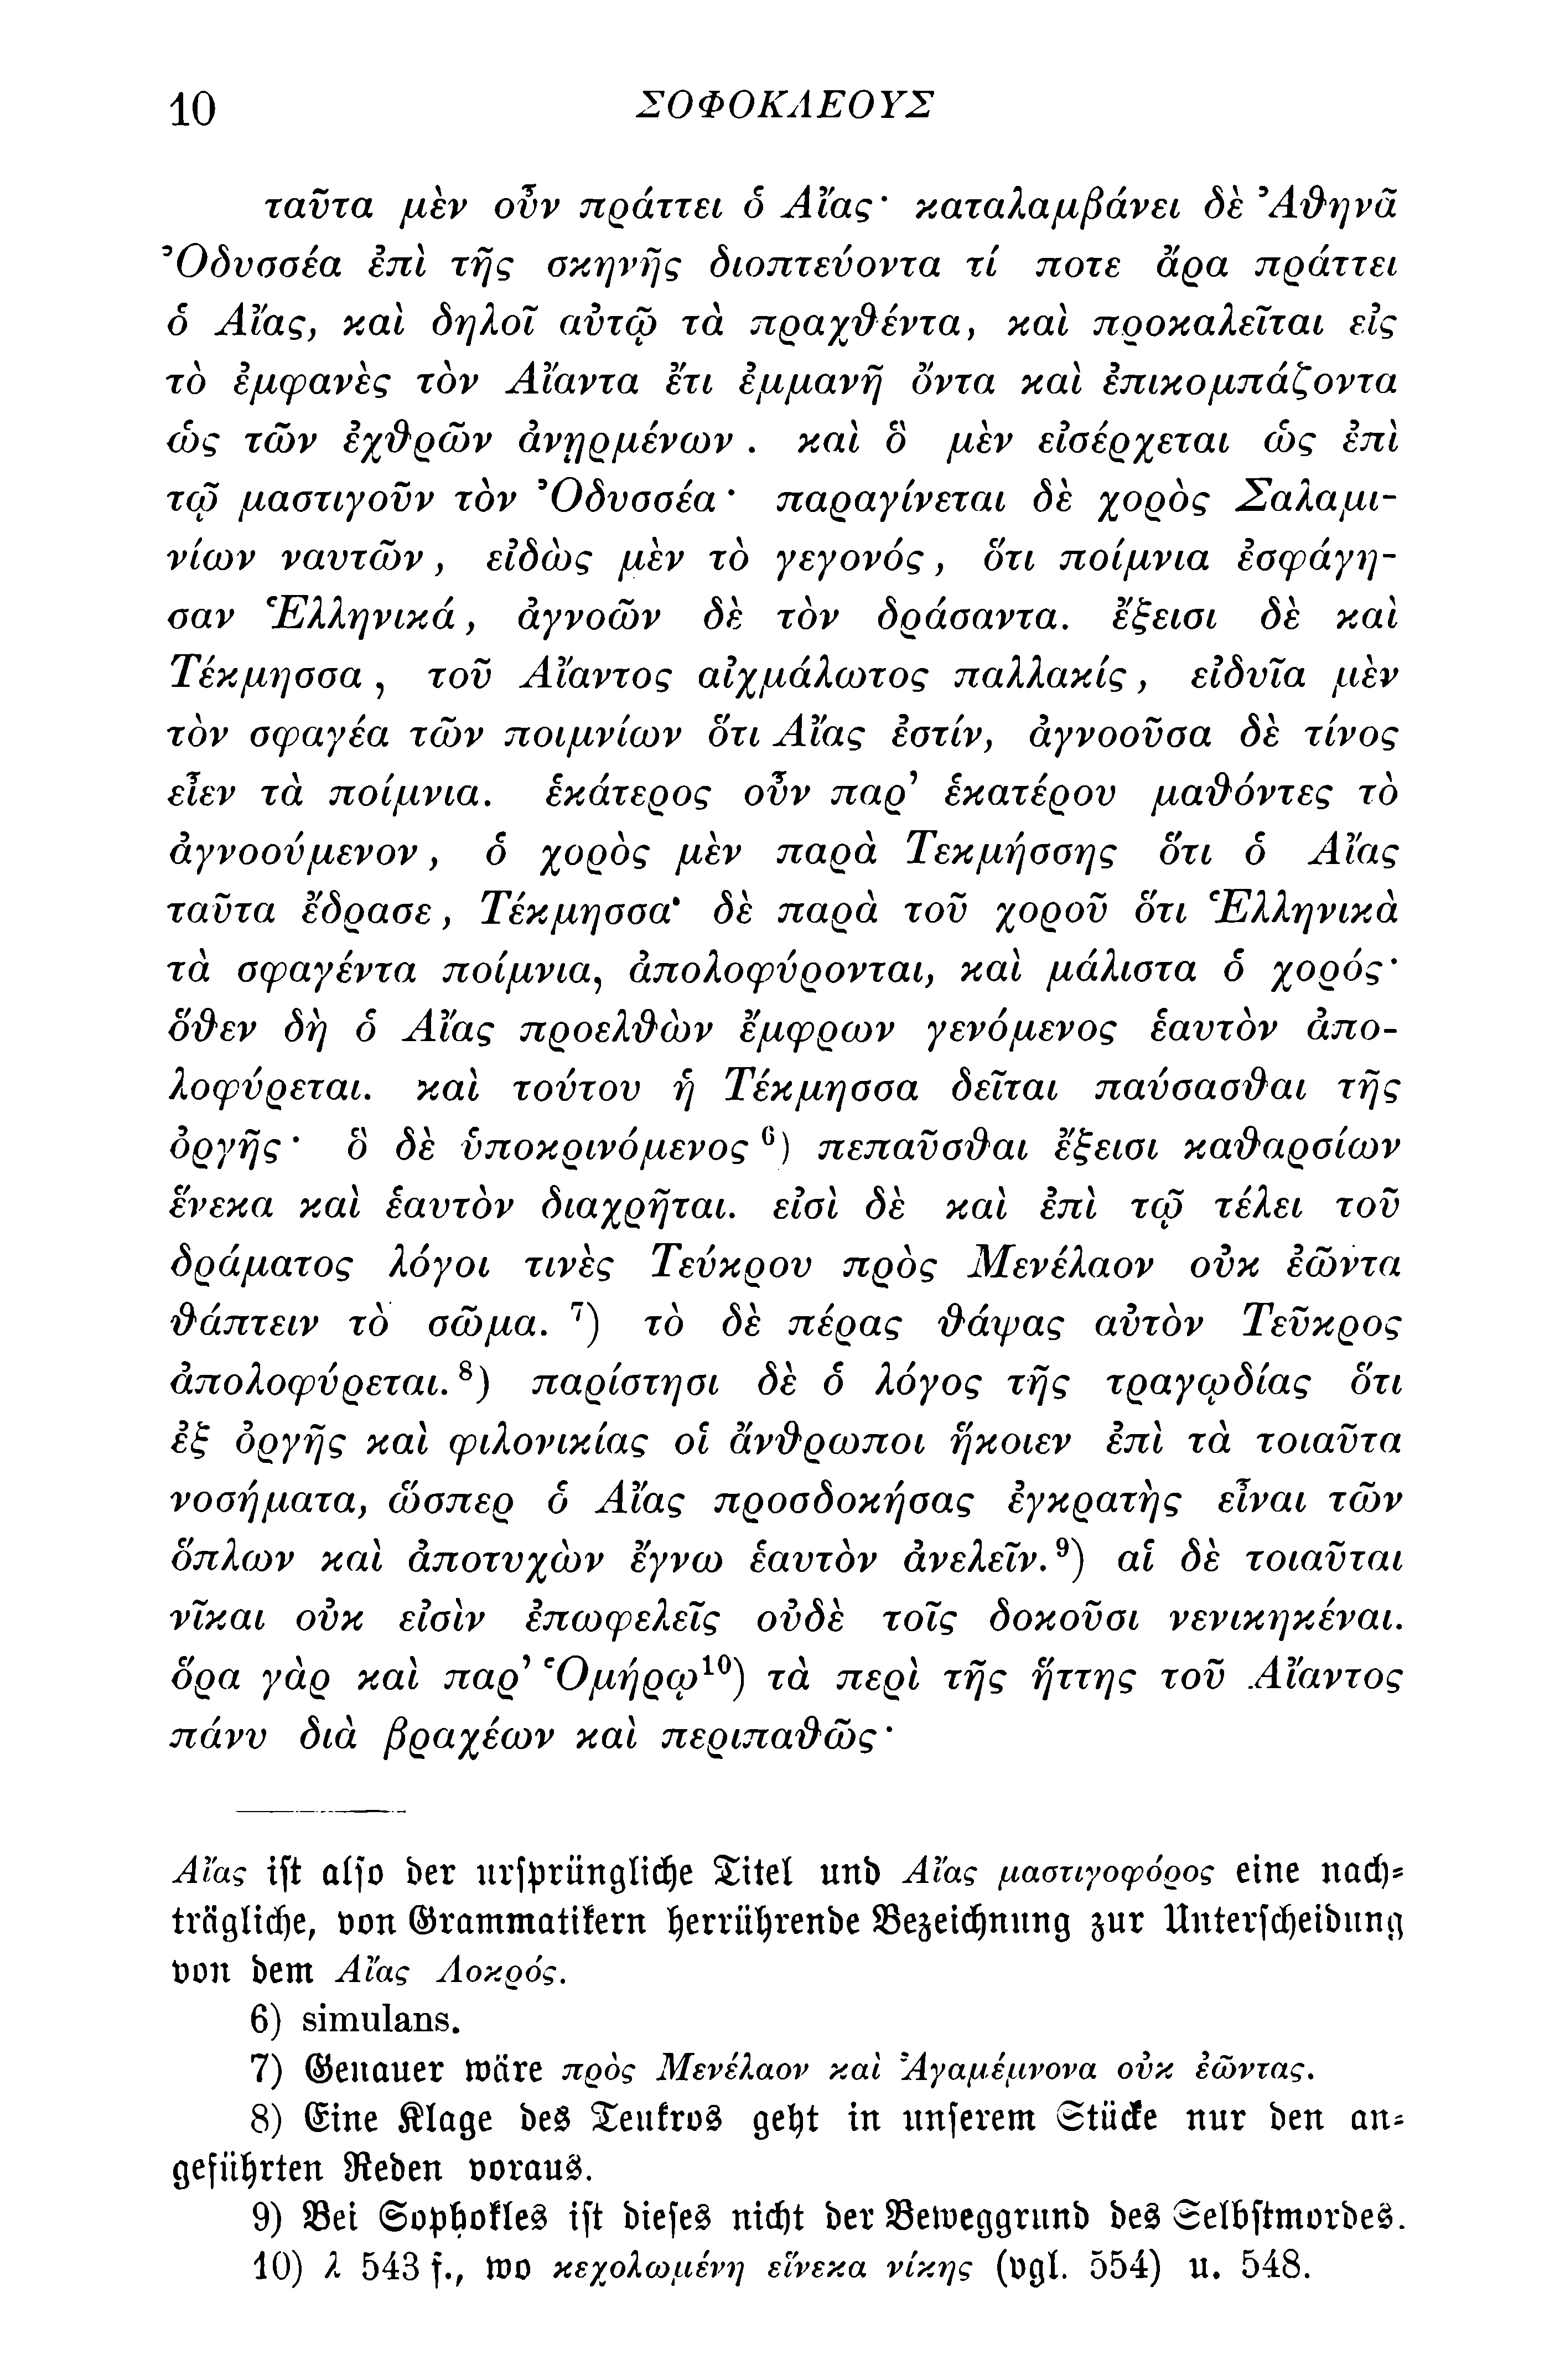 10 ΣΟΦΟΚΛΕΟΥΣ
ταῦτα μὲν οὖν πράττει ὁ Αἴας· καταλαμβάνει δὲ Ἀθηνᾶ
Ὀδυσσέα ἐπὶ τῆς σκηνῆς διοπτεύοντα τί ποτε ἄρα πράττει
ὁ Αἴας, καὶ δηλοῖ αὐτῷ τὰ πραχθέντα, καὶ προκαλεῖται εἰς
τὸ ἐμφανὲς τὸν Αἴαντα ἔτι ἐμμανῆ ὄντα καὶ ἐπικομπάζοντα
ὡς τῶν ἐχθρῶν ἀνῃρμένων. καὶ ὃ μὲν εἰσέρχεται ὡς ἐπὶ
τῷ μαστιγοῦν τὸν Ὀδυσσέα· παραγίνεται δὲ χορὸς Σαλαμι-
νίων ναυτῶν, εἰδὼς μὲν τὸ γεγονός, ὅτι ποίμνια ἐσφάγη-
σαν Ἑλληνικά, ἀγνοῶν δὲ τὸν δράσαντα. ἔξεισι δὲ καὶ
Τέκμησσα, τοῦ Αἴαντος αἰχμάλωτος παλλακίς, εἰδυῖα μὲν
τὸν σφαγέα τῶν ποιμνίων ὅτι Αἴας ἐστίν, ἀγνοοῦσα δὲ τίνος
εἶεν τὰ ποίμνια. ἑκάτερος οὖν παρ' ἑκατέρου μαθόντες τὸ
ἀγνοούμενον, ὁ χορὸς μὲν παρὰ Τεκμήσσης ὅτι ὁ Αἴας
ταῦτα ἔδρασε, Τέκμησσα· δὲ παρὰ τοῦ χοροῦ ὅτι Ἑλληνικὰ
τὰ σφαγέντα ποίμνια, ἀπολοφύρονται, καὶ μάλιστα ὁ χορός·
ὅθεν δὴ ὁ Αἴας προελθὼν ἔμφρων γενόμενος ἑαυτὸν ἀπο-
λοφύρεται. καὶ τούτου ἡ Τέκμησσα δεῖται παύσασθαι τῆς
ὀργῆς· ὃ δὲ ὑποκρινόμενος ⁶) πεπαῦσθαι ἔξεισι καθαρσίων
ἕνεκα καὶ ἑαυτὸν διαχρῆται. εἰσὶ δὲ καὶ ἐπὶ τῷ τέλει τοῦ
δράματος λόγοι τινὲς Τεύκρου πρὸς Μενέλαον οὐκ ἐῶντα
θάπτειν τὸ σῶμα. ⁷) τὸ δὲ πέρας θάψας αὐτὸν Τεῦκρος
ἀπολοφύρεται. ⁸) παρίστησι δὲ ὁ λόγος τῆς τραγῳδίας ὅτι
ἐξ ὀργῆς καὶ φιλονικίας οἱ ἄνθρωποι ἥκοιεν ἐπὶ τὰ τοιαῦτα
νοσήματα, ὥσπερ ὁ Αἴας προσδοκήσας ἐγκρατὴς εἶναι τῶν
ὅπλων καὶ ἀποτυχὼν ἔγνω ἑαυτὸν ἀνελεῖν. ⁹) αἱ δὲ τοιαῦται
νῖκαι οὐκ εἰσὶν ἐπωφελεῖς οὐδὲ τοῖς δοκοῦσι νενικηκέναι.
ὅρα γὰρ καὶ παρ' Ὁμήρῳ¹⁰) τὰ περὶ τῆς ἥττης τοῦ Αἴαντος
πάνυ διὰ βραχέων καὶ περιπαθῶς·
Αἴας ist also der ursprüngliche Titel und Αἴας μαστιγοφόρος eine nach-
trägliche, von Grammatikern herrührende Bezeichnung zur Unterscheidung
von dem Αἴας Λοκρός.
6) simulans.
7) Genauer wäre πρὸς Μενέλαον καὶ Ἀγαμέμνονα οὐκ ἐῶντας.
8) Eine Klage des Teukros geht in unserem Stücke nur den an-
geführten Reden voraus.
9) Bei Sophokles ist dieses nicht der Beweggrund des Selbstmordes.
10) λ 543 f., wo κεχολωμένη εἵνεκα νίκης (vgl. 554) u. 548.